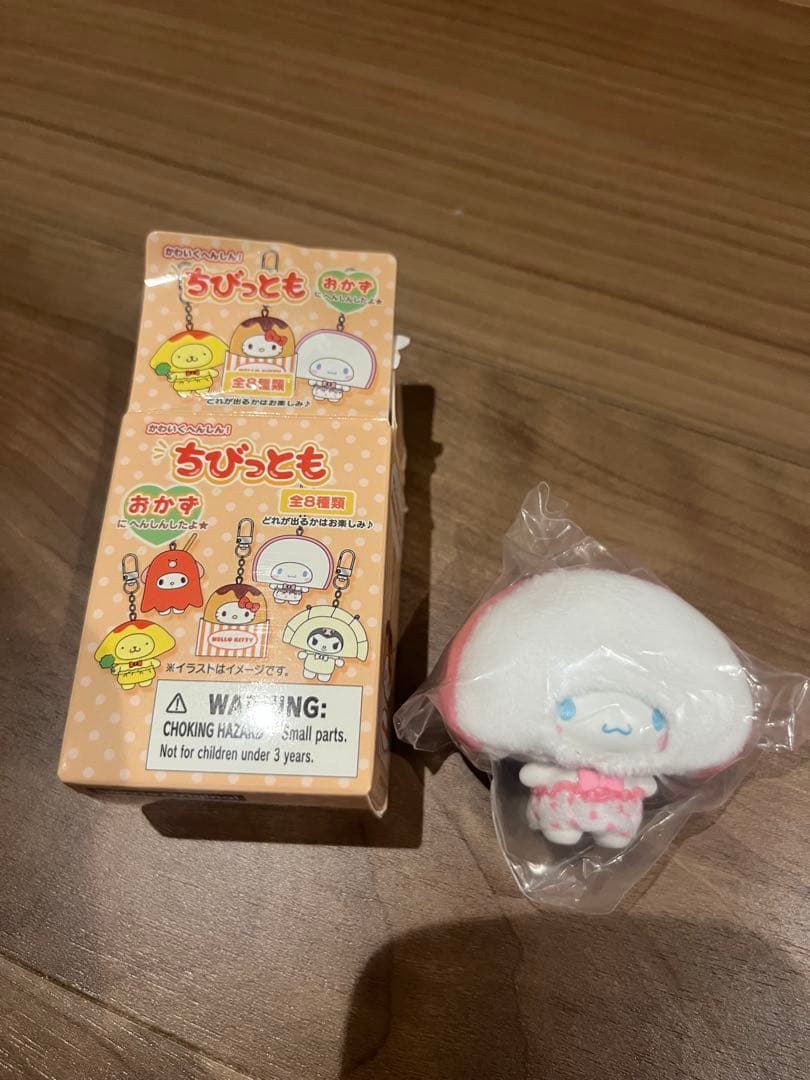 かわいくへんしん!
ちびっとも
おかず
にへんしんしたよ★
全8種類
どれが出るかはお楽しみ♪
かわいくへんしん!
ちびっとも
おかず
にへんしんしたよ★
全8種類
どれが出るかはお楽しみ♪
HELLO KITTY
※イラストはイメージです。
WARNING:
CHOKING HAZARD Small parts.
Not for children under 3 years.